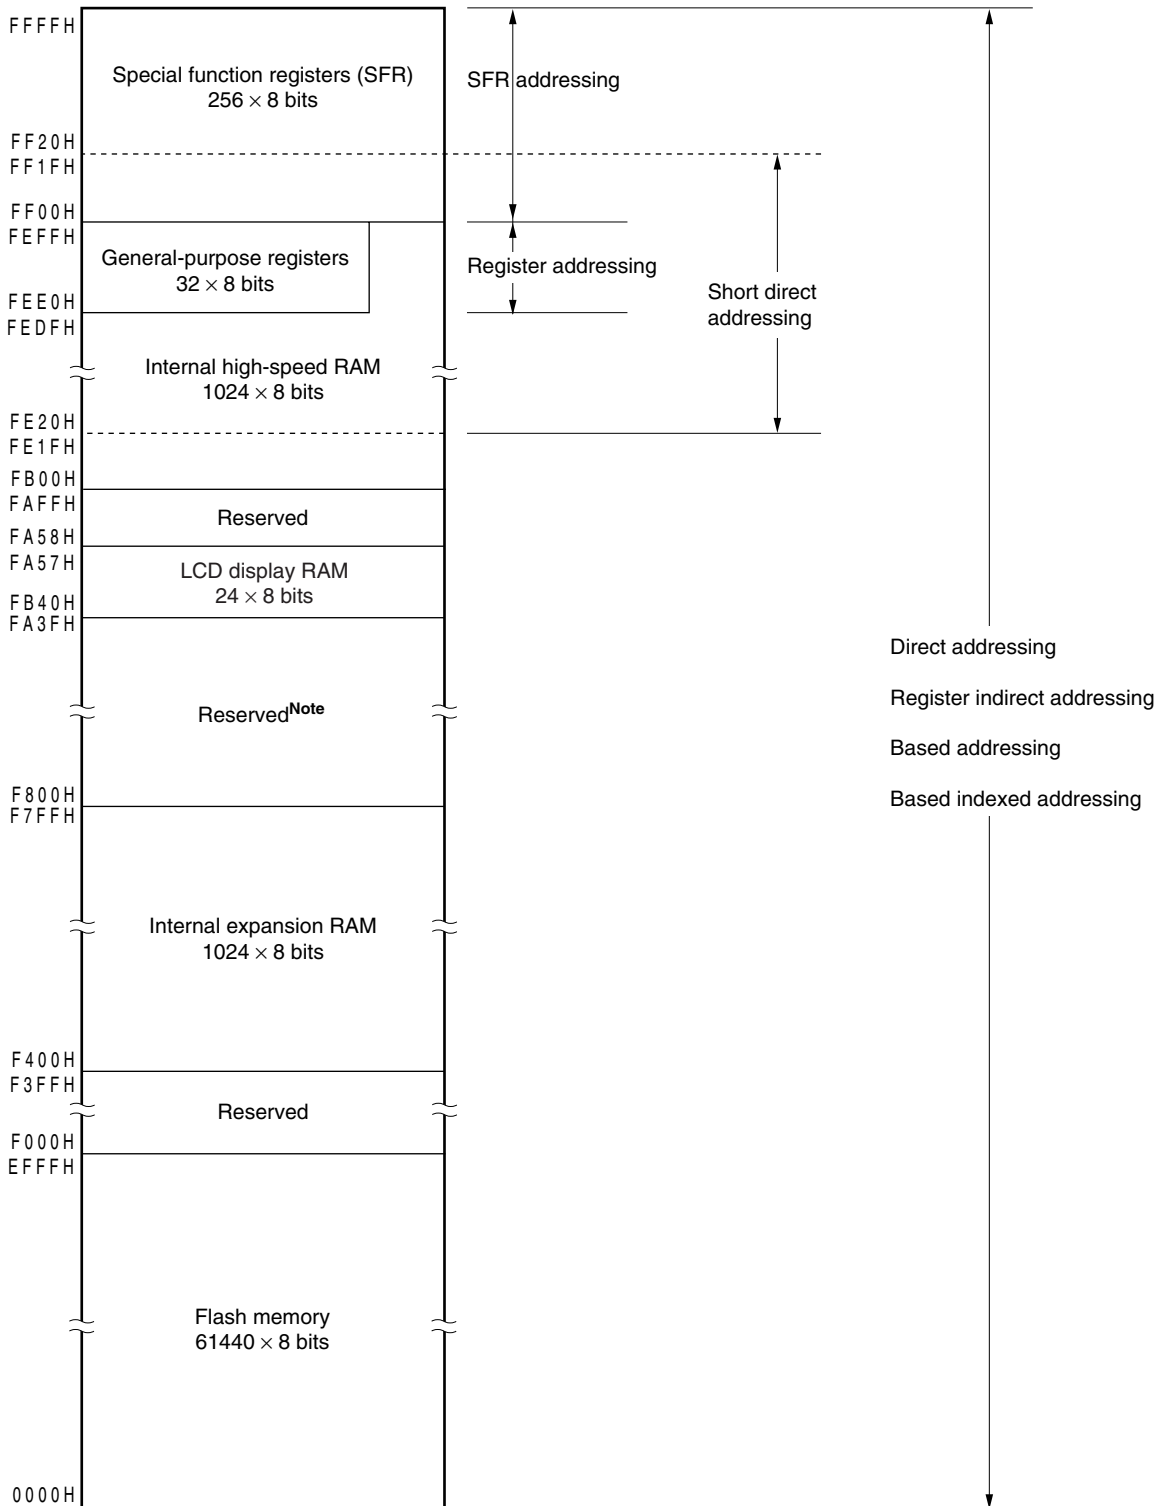 FFFFH
Special function registers (SFR)
256 × 8 bits
SFR addressing
FF20H
FF1FH
FF00H
FEFFH
General-purpose registers
32 × 8 bits
Register addressing
Short direct
addressing
FEE0H
FEDFH
Internal high-speed RAM
1024 × 8 bits
FE20H
FE1FH
FB00H
FAFFH
Reserved
FA58H
FA57H
LCD display RAM
24 × 8 bits
FB40H
FA3FH
Direct addressing
Register indirect addressing
ReservedNote
Based addressing
Based indexed addressing
F800H
F7FFH
Internal expansion RAM
1024 × 8 bits
F400H
F3FFH
Reserved
F000H
EFFFH
Flash memory
61440 × 8 bits
0000H